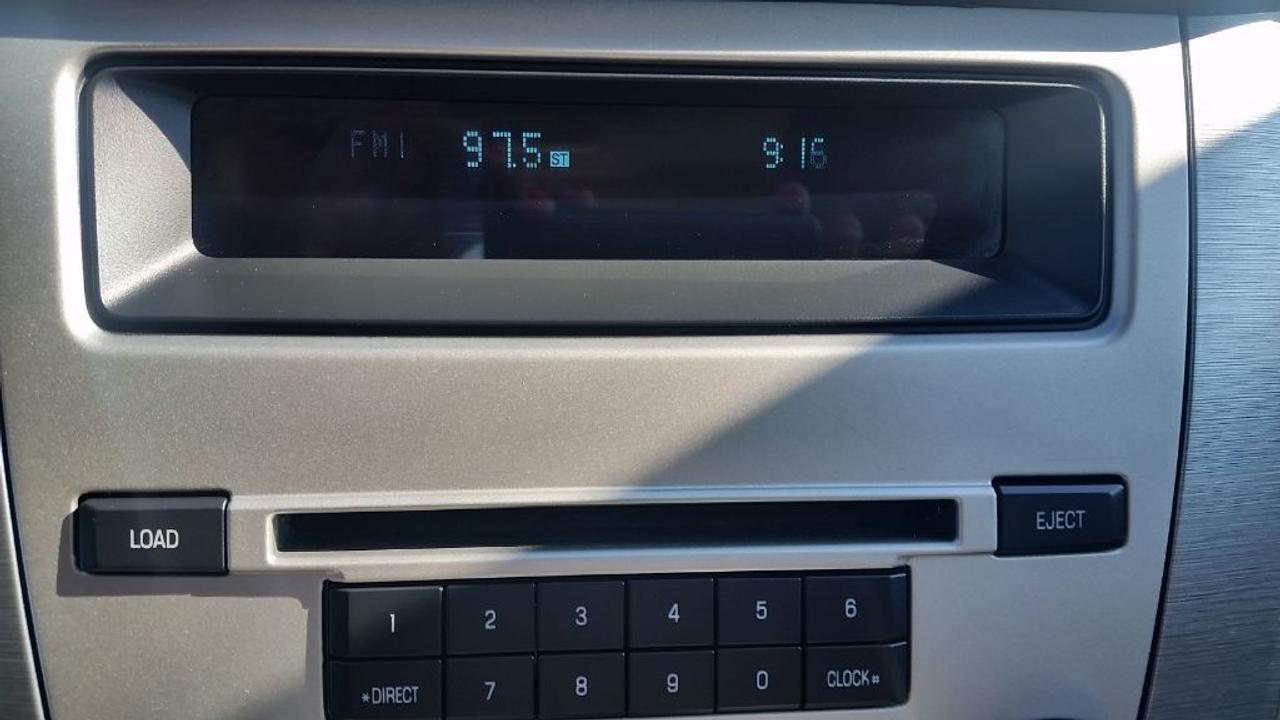 FM1 97.5 ST 9:16
LOAD
EJECT
1 2 3 4 5 6
*DIRECT 7 8 9 0 CLOCK#